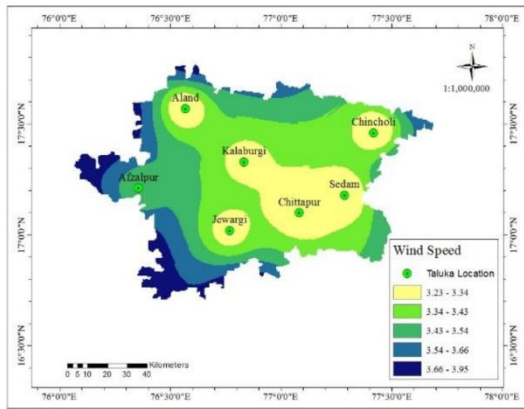 76°0'0"E 76°30'0"E 77°0'0"E 77°30'0"E 78°0'0"E
N
1:1,000,000
17°30'0"N
17°0'0"N
16°30'0"N
Aland
Chincholi
Kalaburgi
Afzalpur
Sedam
Chittapur
Jewargi
Wind Speed
Taluka Location
3.23 - 3.34
3.34 - 3.43
3.43 - 3.54
3.54 - 3.66
3.66 - 3.95
Kilometers
0 5 10 20 30 40
17°30'0"N
17°0'0"N
16°30'0"N
76°0'0"E 76°30'0"E 77°0'0"E 77°30'0"E 78°0'0"E